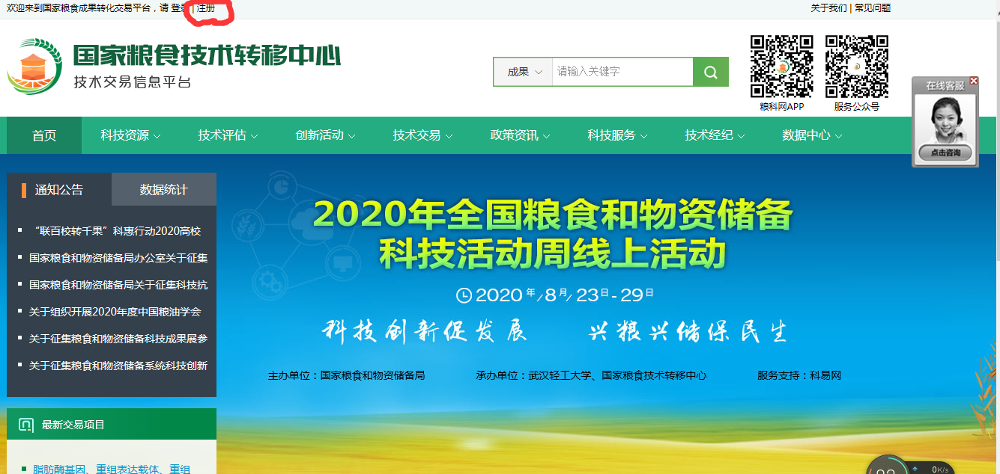 欢迎来到国家粮食成果转化交易平台，请 登录 | 注册
关于我们 | 常见问题
国家粮食技术转移中心
技术交易信息平台
成果
请输入关键字
粮科网APP
服务公众号
在线客服
点击咨询
首页
科技资源
技术评估
创新活动
技术交易
政策资讯
科技服务
技术经纪
数据中心
通知公告
数据统计
“联百校转千果”科惠行动2020高校
国家粮食和物资储备局办公室关于征集
国家粮食和物资储备局关于征集科技抗
关于组织开展2020年度中国粮油学会
关于征集粮食和物资储备科技成果展参
关于征集粮食和物资储备系统科技创新
2020年全国粮食和物资储备
科技活动周线上活动
2020年/8月/23日-29日
科技创新促发展 兴粮兴储保民生
主办单位：国家粮食和物资储备局
承办单位：武汉轻工大学、国家粮食技术转移中心
服务支持：科易网
最新交易项目
脂肪酶基因、重组表达载体、重组
0K/s